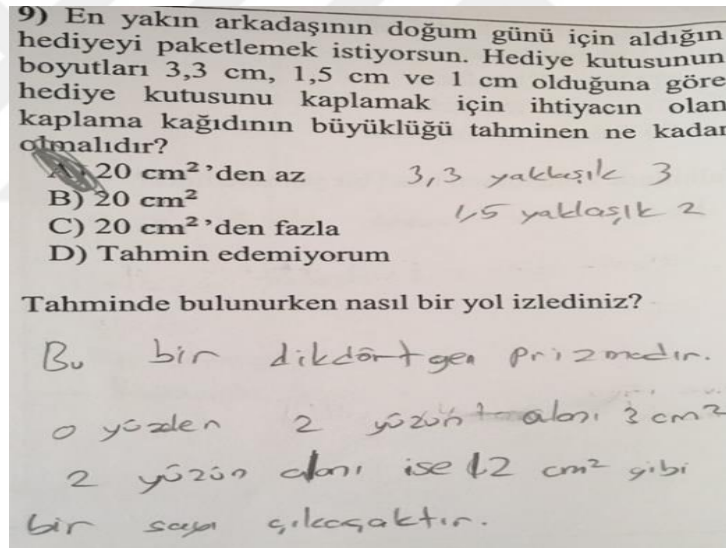 9) En yakın arkadaşının doğum günü için aldığın
hediyeyi paketlemek istiyorsun. Hediye kutusunun
boyutları 3,3 cm, 1,5 cm ve 1 cm olduğuna göre
hediye kutusunu kaplamak için ihtiyacın olan
kaplama kağıdının büyüklüğü tahminen ne kadar
olmalıdır?
A) 20 cm²'den az
3,3 yaklaşık 3
B) 20 cm²
1,5 yaklaşık 2
C) 20 cm²'den fazla
D) Tahmin edemiyorum
Tahminde bulunurken nasıl bir yol izlediniz?
Bu bir dikdörtgen prizmadır.
o yüzden 2 yüzün alanı 3 cm²
2 yüzün alanı ise 12 cm² gibi
bir sayı çıkacaktır.